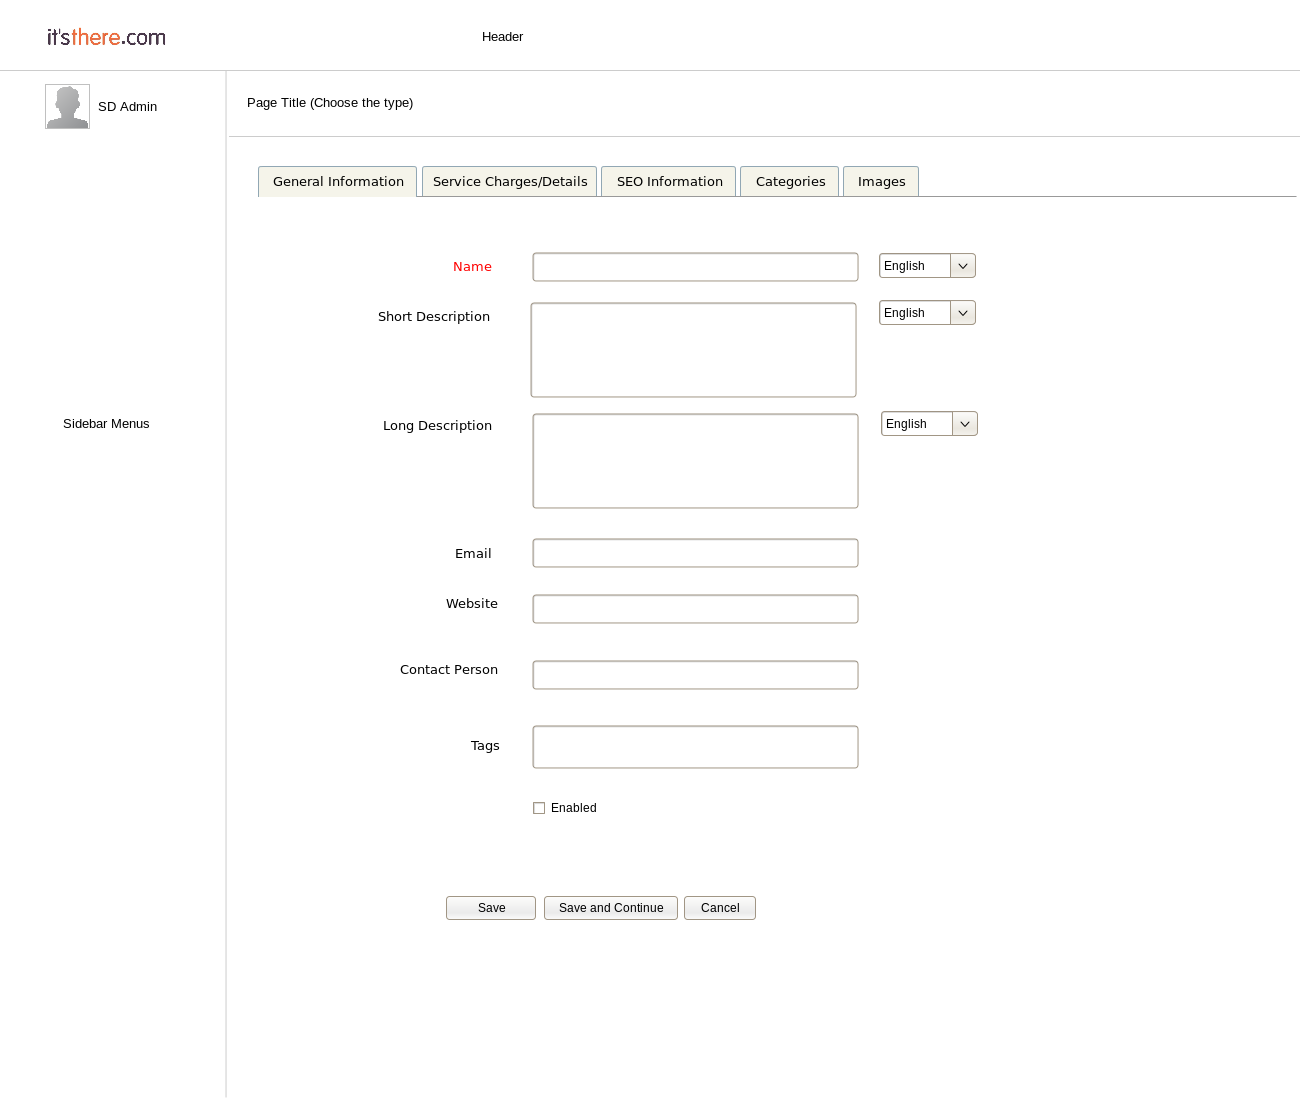 it'sthere.com
Header
SD Admin
Page Title (Choose the type)
General Information
Service Charges/Details
SEO Information
Categories
Images
Name
English
Short Description
English
Sidebar Menus
Long Description
English
Email
Website
Contact Person
Tags
Enabled
Save
Save and Continue
Cancel